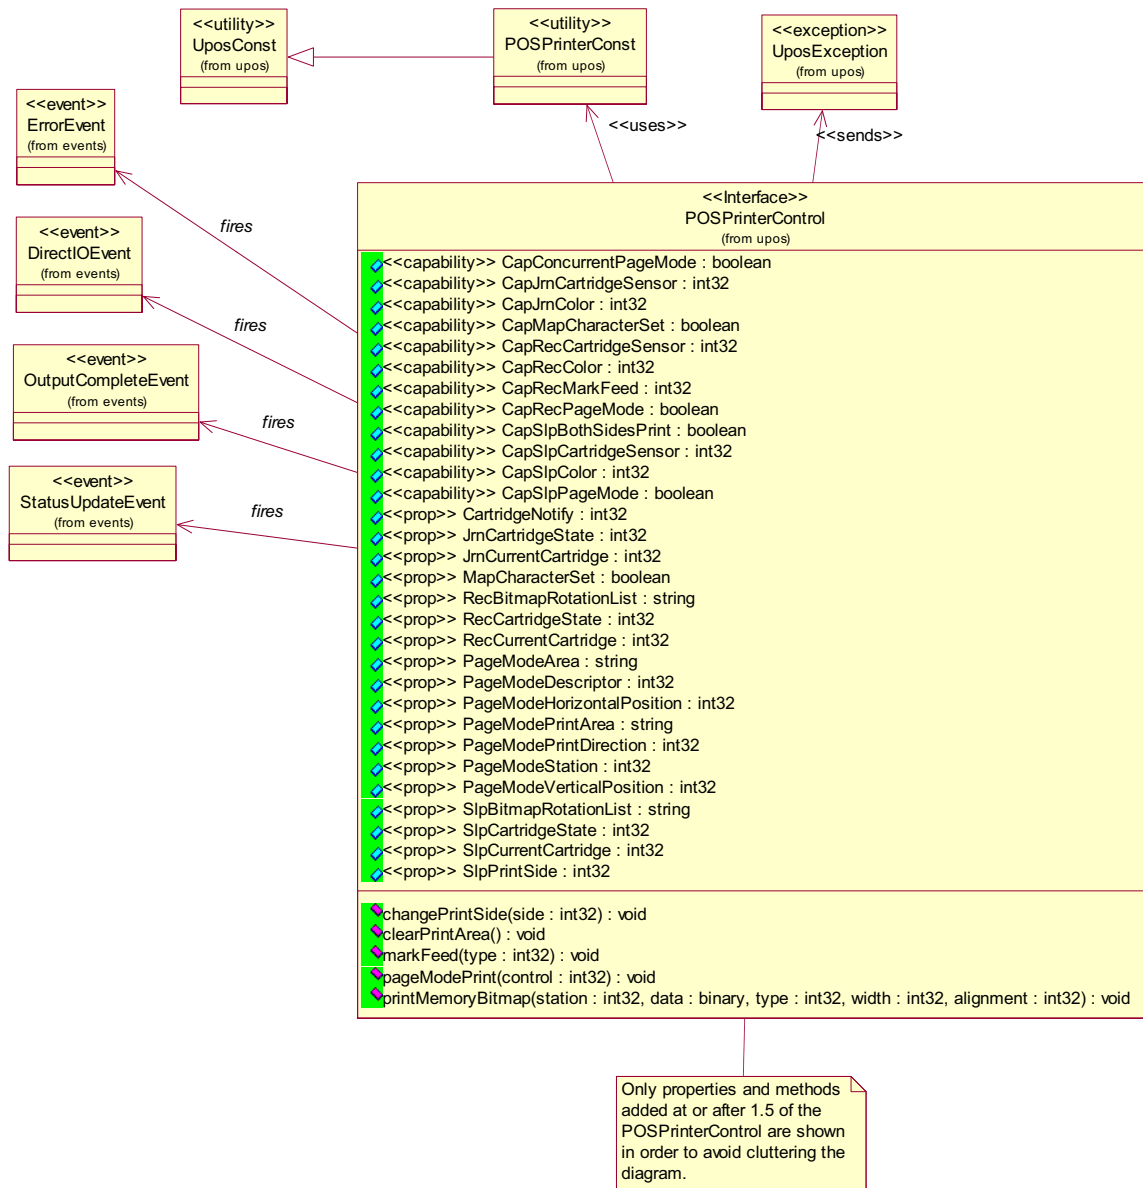 <<utility>>
UposConst
(from upos)
<<utility>>
POSPrinterConst
(from upos)
<<exception>>
UposException
(from upos)
<<uses>>
<<sends>>
<<event>>
ErrorEvent
(from events)
fires
<<event>>
DirectIOEvent
(from events)
fires
<<event>>
OutputCompleteEvent
(from events)
fires
<<event>>
StatusUpdateEvent
(from events)
fires
<<Interface>>
POSPrinterControl
(from upos)
<<capability>> CapConcurrentPageMode : boolean
<<capability>> CapJrnCartridgeSensor : int32
<<capability>> CapJrnColor : int32
<<capability>> CapMapCharacterSet : boolean
<<capability>> CapRecCartridgeSensor : int32
<<capability>> CapRecColor : int32
<<capability>> CapRecMarkFeed : int32
<<capability>> CapRecPageMode : boolean
<<capability>> CapSlpBothSidesPrint : boolean
<<capability>> CapSlpCartridgeSensor : int32
<<capability>> CapSlpColor : int32
<<capability>> CapSlpPageMode : boolean
<<prop>> CartridgeNotify : int32
<<prop>> JrnCartridgeState : int32
<<prop>> JrnCurrentCartridge : int32
<<prop>> MapCharacterSet : boolean
<<prop>> RecBitmapRotationList : string
<<prop>> RecCartridgeState : int32
<<prop>> RecCurrentCartridge : int32
<<prop>> PageModeArea : string
<<prop>> PageModeDescriptor : int32
<<prop>> PageModeHorizontalPosition : int32
<<prop>> PageModePrintArea : string
<<prop>> PageModePrintDirection : int32
<<prop>> PageModeStation : int32
<<prop>> PageModeVerticalPosition : int32
<<prop>> SlpBitmapRotationList : string
<<prop>> SlpCartridgeState : int32
<<prop>> SlpCurrentCartridge : int32
<<prop>> SlpPrintSide : int32
changePrintSide(side : int32) : void
clearPrintArea() : void
markFeed(type : int32) : void
pageModePrint(control : int32) : void
printMemoryBitmap(station : int32, data : binary, type : int32, width : int32, alignment : int32) : void
Only properties and methods
added at or after 1.5 of the
POSPrinterControl are shown
in order to avoid cluttering the
diagram.